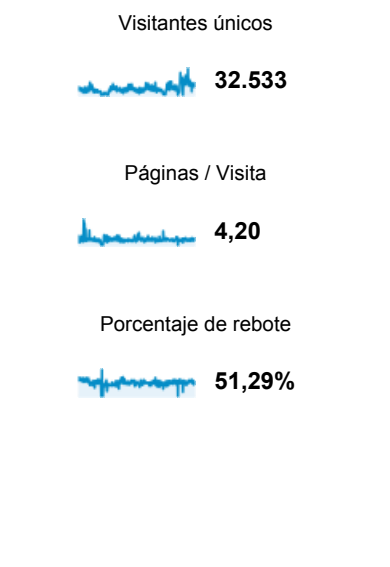 Visitantes únicos
32.533
Páginas / Visita
4,20
Porcentaje de rebote
51,29%